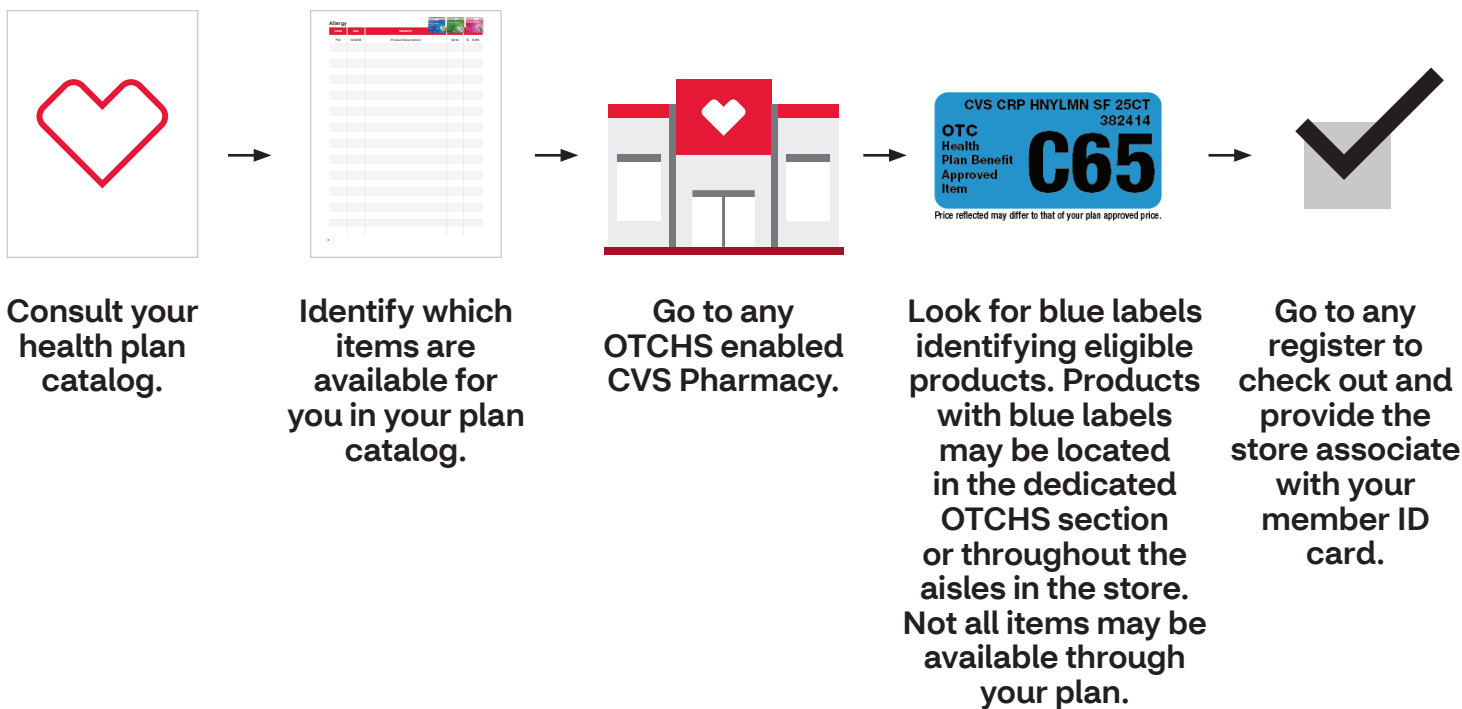 Allergy
CVS CRP HNYLMN SF 25CT
382414
OTC
Health
Plan Benefit
Approved
Item
C65
Price reflected may differ to that of your plan approved price.
Consult your
health plan
catalog.
Identify which
items are
available for
you in your plan
catalog.
Go to any
OTCHS enabled
CVS Pharmacy.
Look for blue labels
identifying eligible
products. Products
with blue labels
may be located
in the dedicated
OTCHS section
or throughout the
aisles in the store.
Not all items may be
available through
your plan.
Go to any
register to
check out and
provide the
store associate
with your
member ID
card.